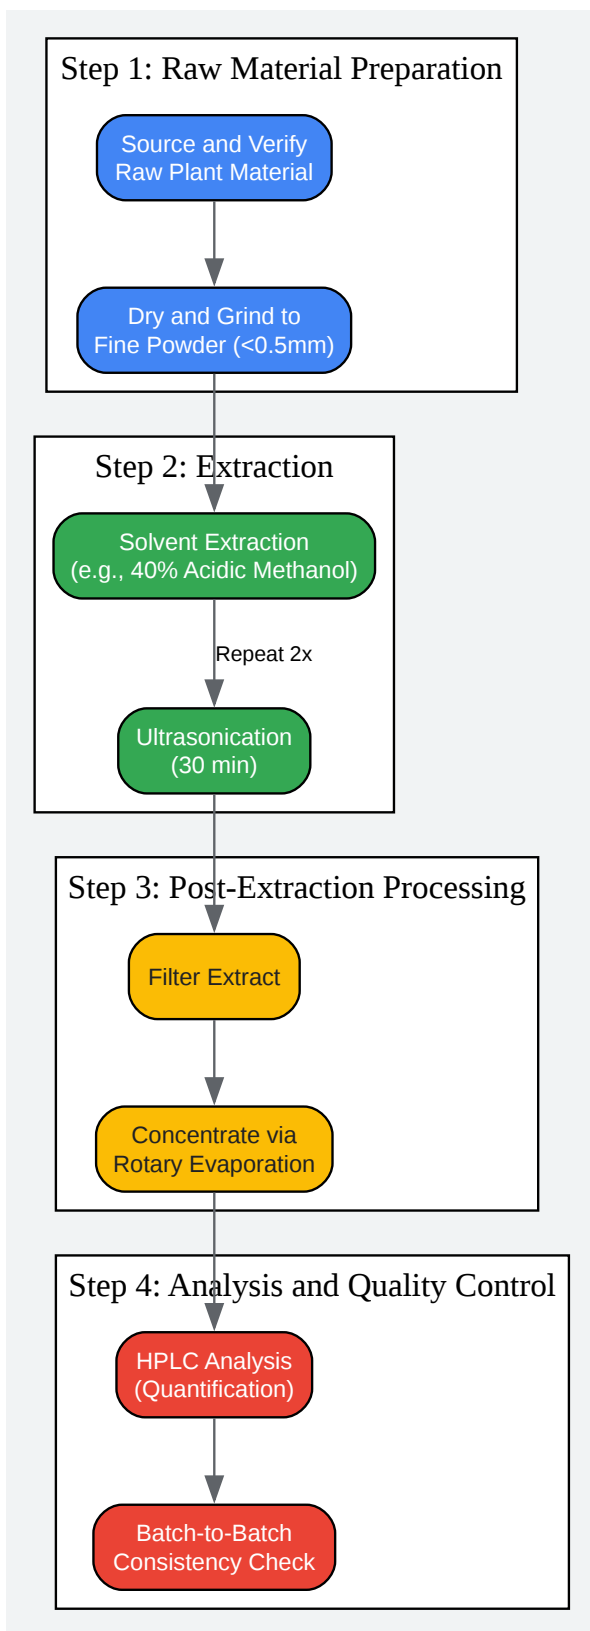 Step 1: Raw Material Preparation
Source and Verify
Raw Plant Material
Dry and Grind to
Fine Powder (<0.5mm)
Step 2: Extraction
Solvent Extraction
(e.g., 40% Acidic Methanol)
Repeat 2x
Ultrasonication
(30 min)
Step 3: Post-Extraction Processing
Filter Extract
Concentrate via
Rotary Evaporation
Step 4: Analysis and Quality Control
HPLC Analysis
(Quantification)
Batch-to-Batch
Consistency Check